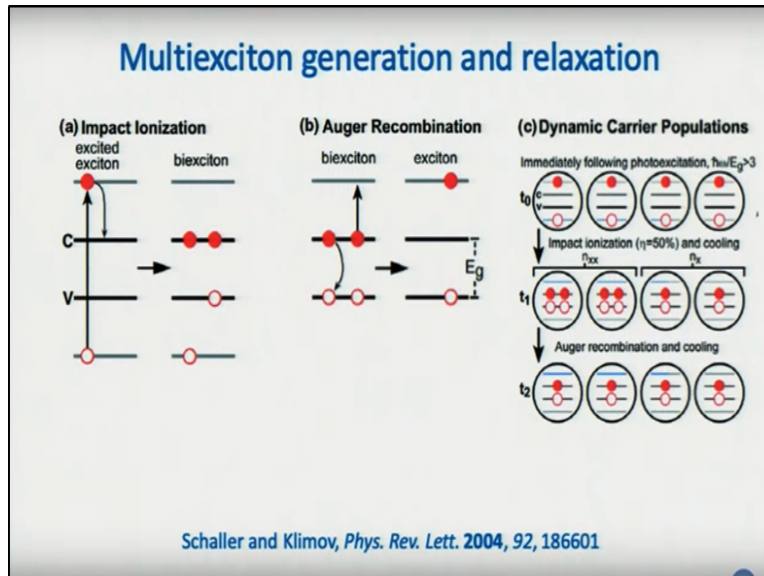 Multiexciton generation and relaxation
(a) Impact Ionization
excited
exciton
biexciton
C
V
(b) Auger Recombination
biexciton
exciton
Eg
(c) Dynamic Carrier Populations
Immediately following photoexcitation, ħω/Eg>3
t0
C
V
Impact ionization (η=50%) and cooling
nxx
nx
t1
Auger recombination and cooling
t2
Schaller and Klimov, Phys. Rev. Lett. 2004, 92, 186601